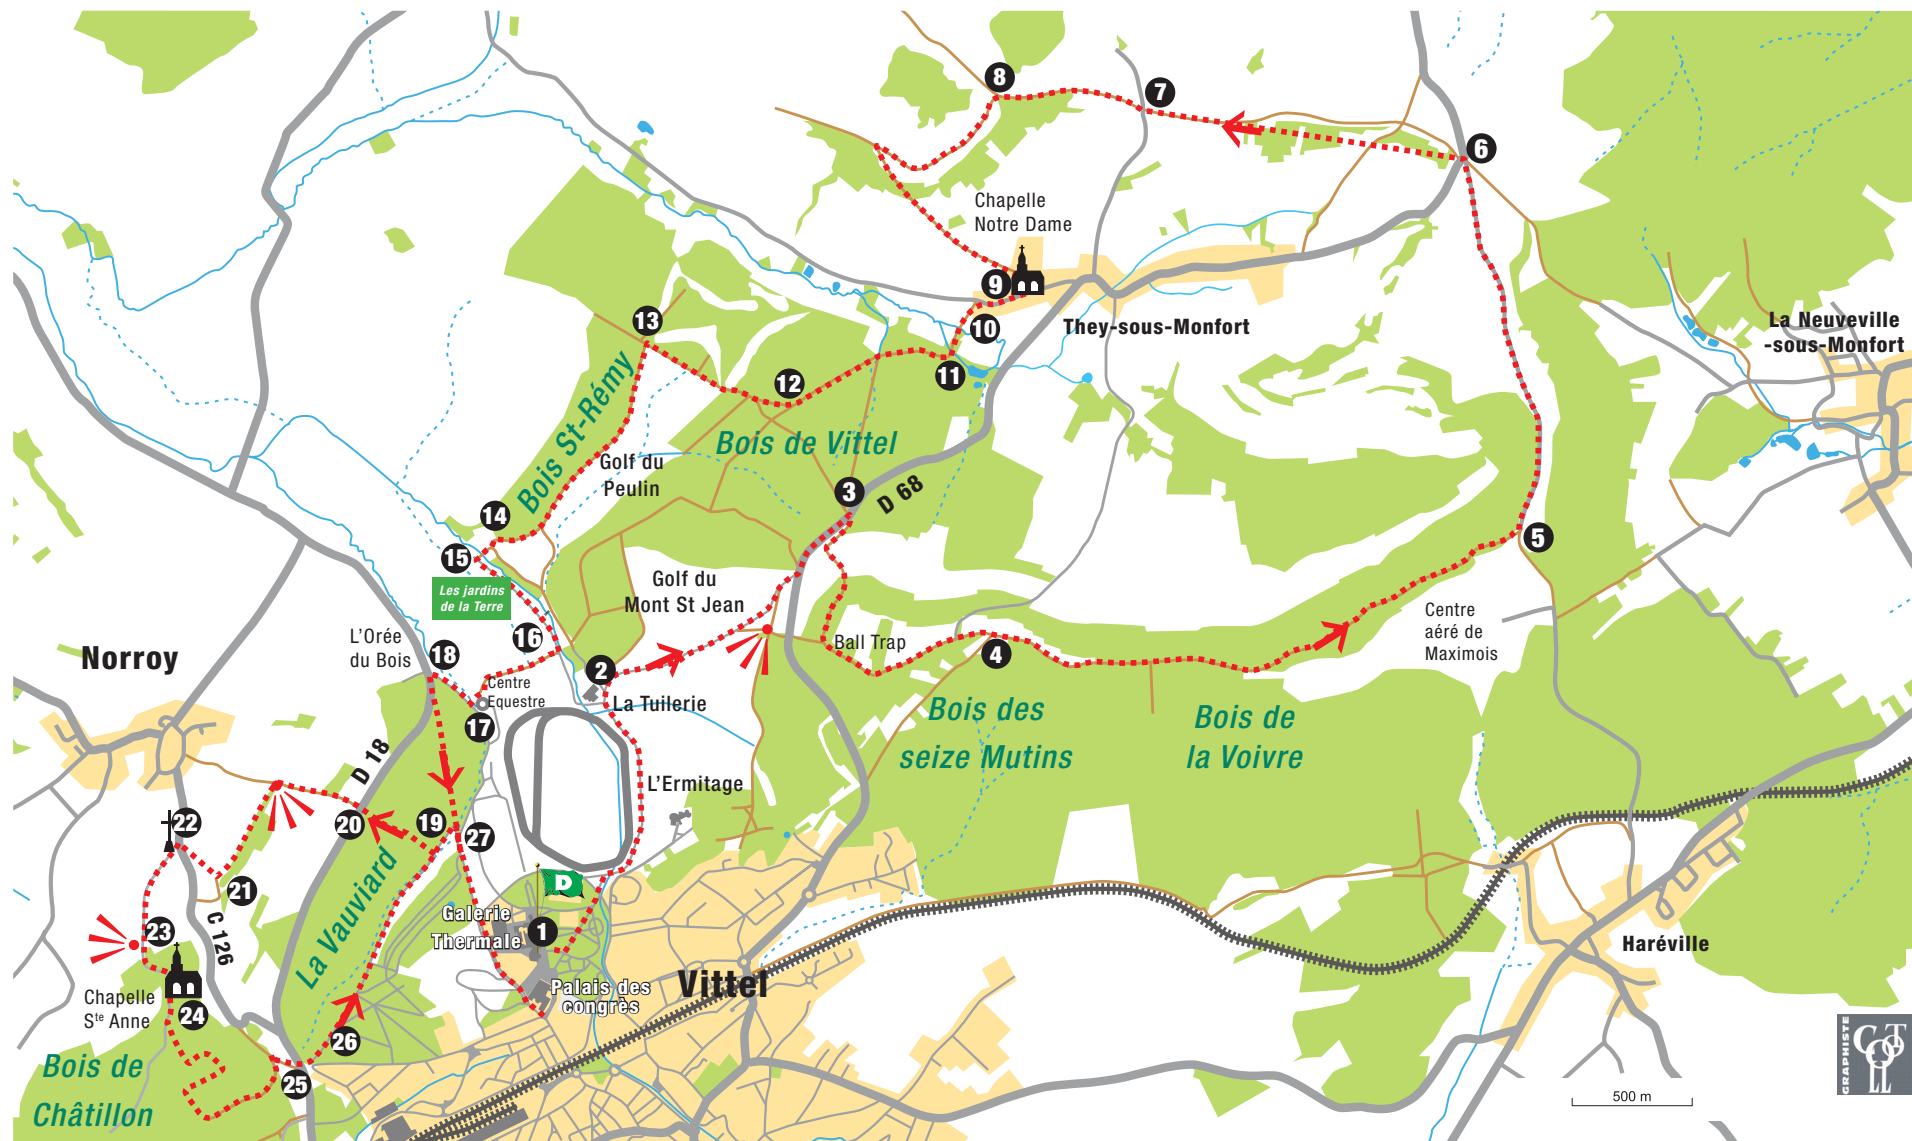 8
7
6
Chapelle
Notre Dame
9
10
They-sous-Monfort
La Neuveville
-sous-Monfort
13
11
12
Bois St-Rémy
Bois de Vittel
Golf du
Peulin
3
D 68
14
15
5
Les jardins
de la Terre
Golf du
Mont St Jean
Centre
aéré de
Maximois
16
L'Orée
du Bois
18
Ball Trap
4
Norroy
2
Centre
Equestre
La Tuilerie
17
Bois des
seize Mutins
Bois de
la Voivre
D 18
L'Ermitage
22
20
19
27
21
La Vauviard
D
C 126
Galerie
Thermale
1
23
Haréville
Vittel
Palais des
congrès
Chapelle
Ste Anne
24
26
Bois de
Châtillon
25
500 m
GRAPHISTE
COTOLL